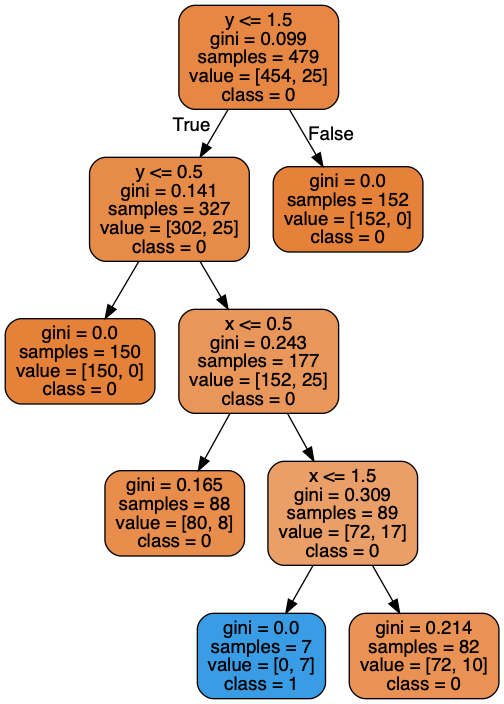 y <= 1.5
gini = 0.099
samples = 479
value = [454, 25]
class = 0
True
False
y <= 0.5
gini = 0.141
samples = 327
value = [302, 25]
class = 0
gini = 0.0
samples = 152
value = [152, 0]
class = 0
gini = 0.0
samples = 150
value = [150, 0]
class = 0
x <= 0.5
gini = 0.243
samples = 177
value = [152, 25]
class = 0
gini = 0.165
samples = 88
value = [80, 8]
class = 0
x <= 1.5
gini = 0.309
samples = 89
value = [72, 17]
class = 0
gini = 0.0
samples = 7
value = [0, 7]
class = 1
gini = 0.214
samples = 82
value = [72, 10]
class = 0